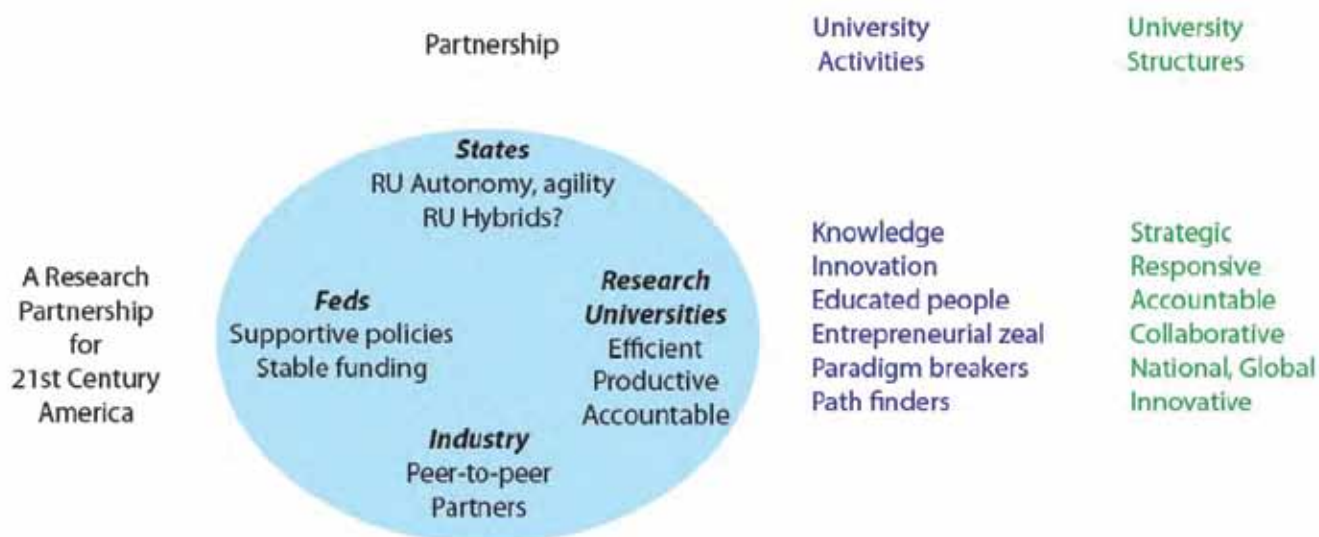 Partnership
University
Activities
University
Structures
A Research
Partnership
for
21st Century
America
States
RU Autonomy, agility
RU Hybrids?
Feds
Supportive policies
Stable funding
Research
Universities
Efficient
Productive
Accountable
Industry
Peer-to-peer
Partners
Knowledge
Innovation
Educated people
Entrepreneurial zeal
Paradigm breakers
Path finders
Strategic
Responsive
Accountable
Collaborative
National, Global
Innovative